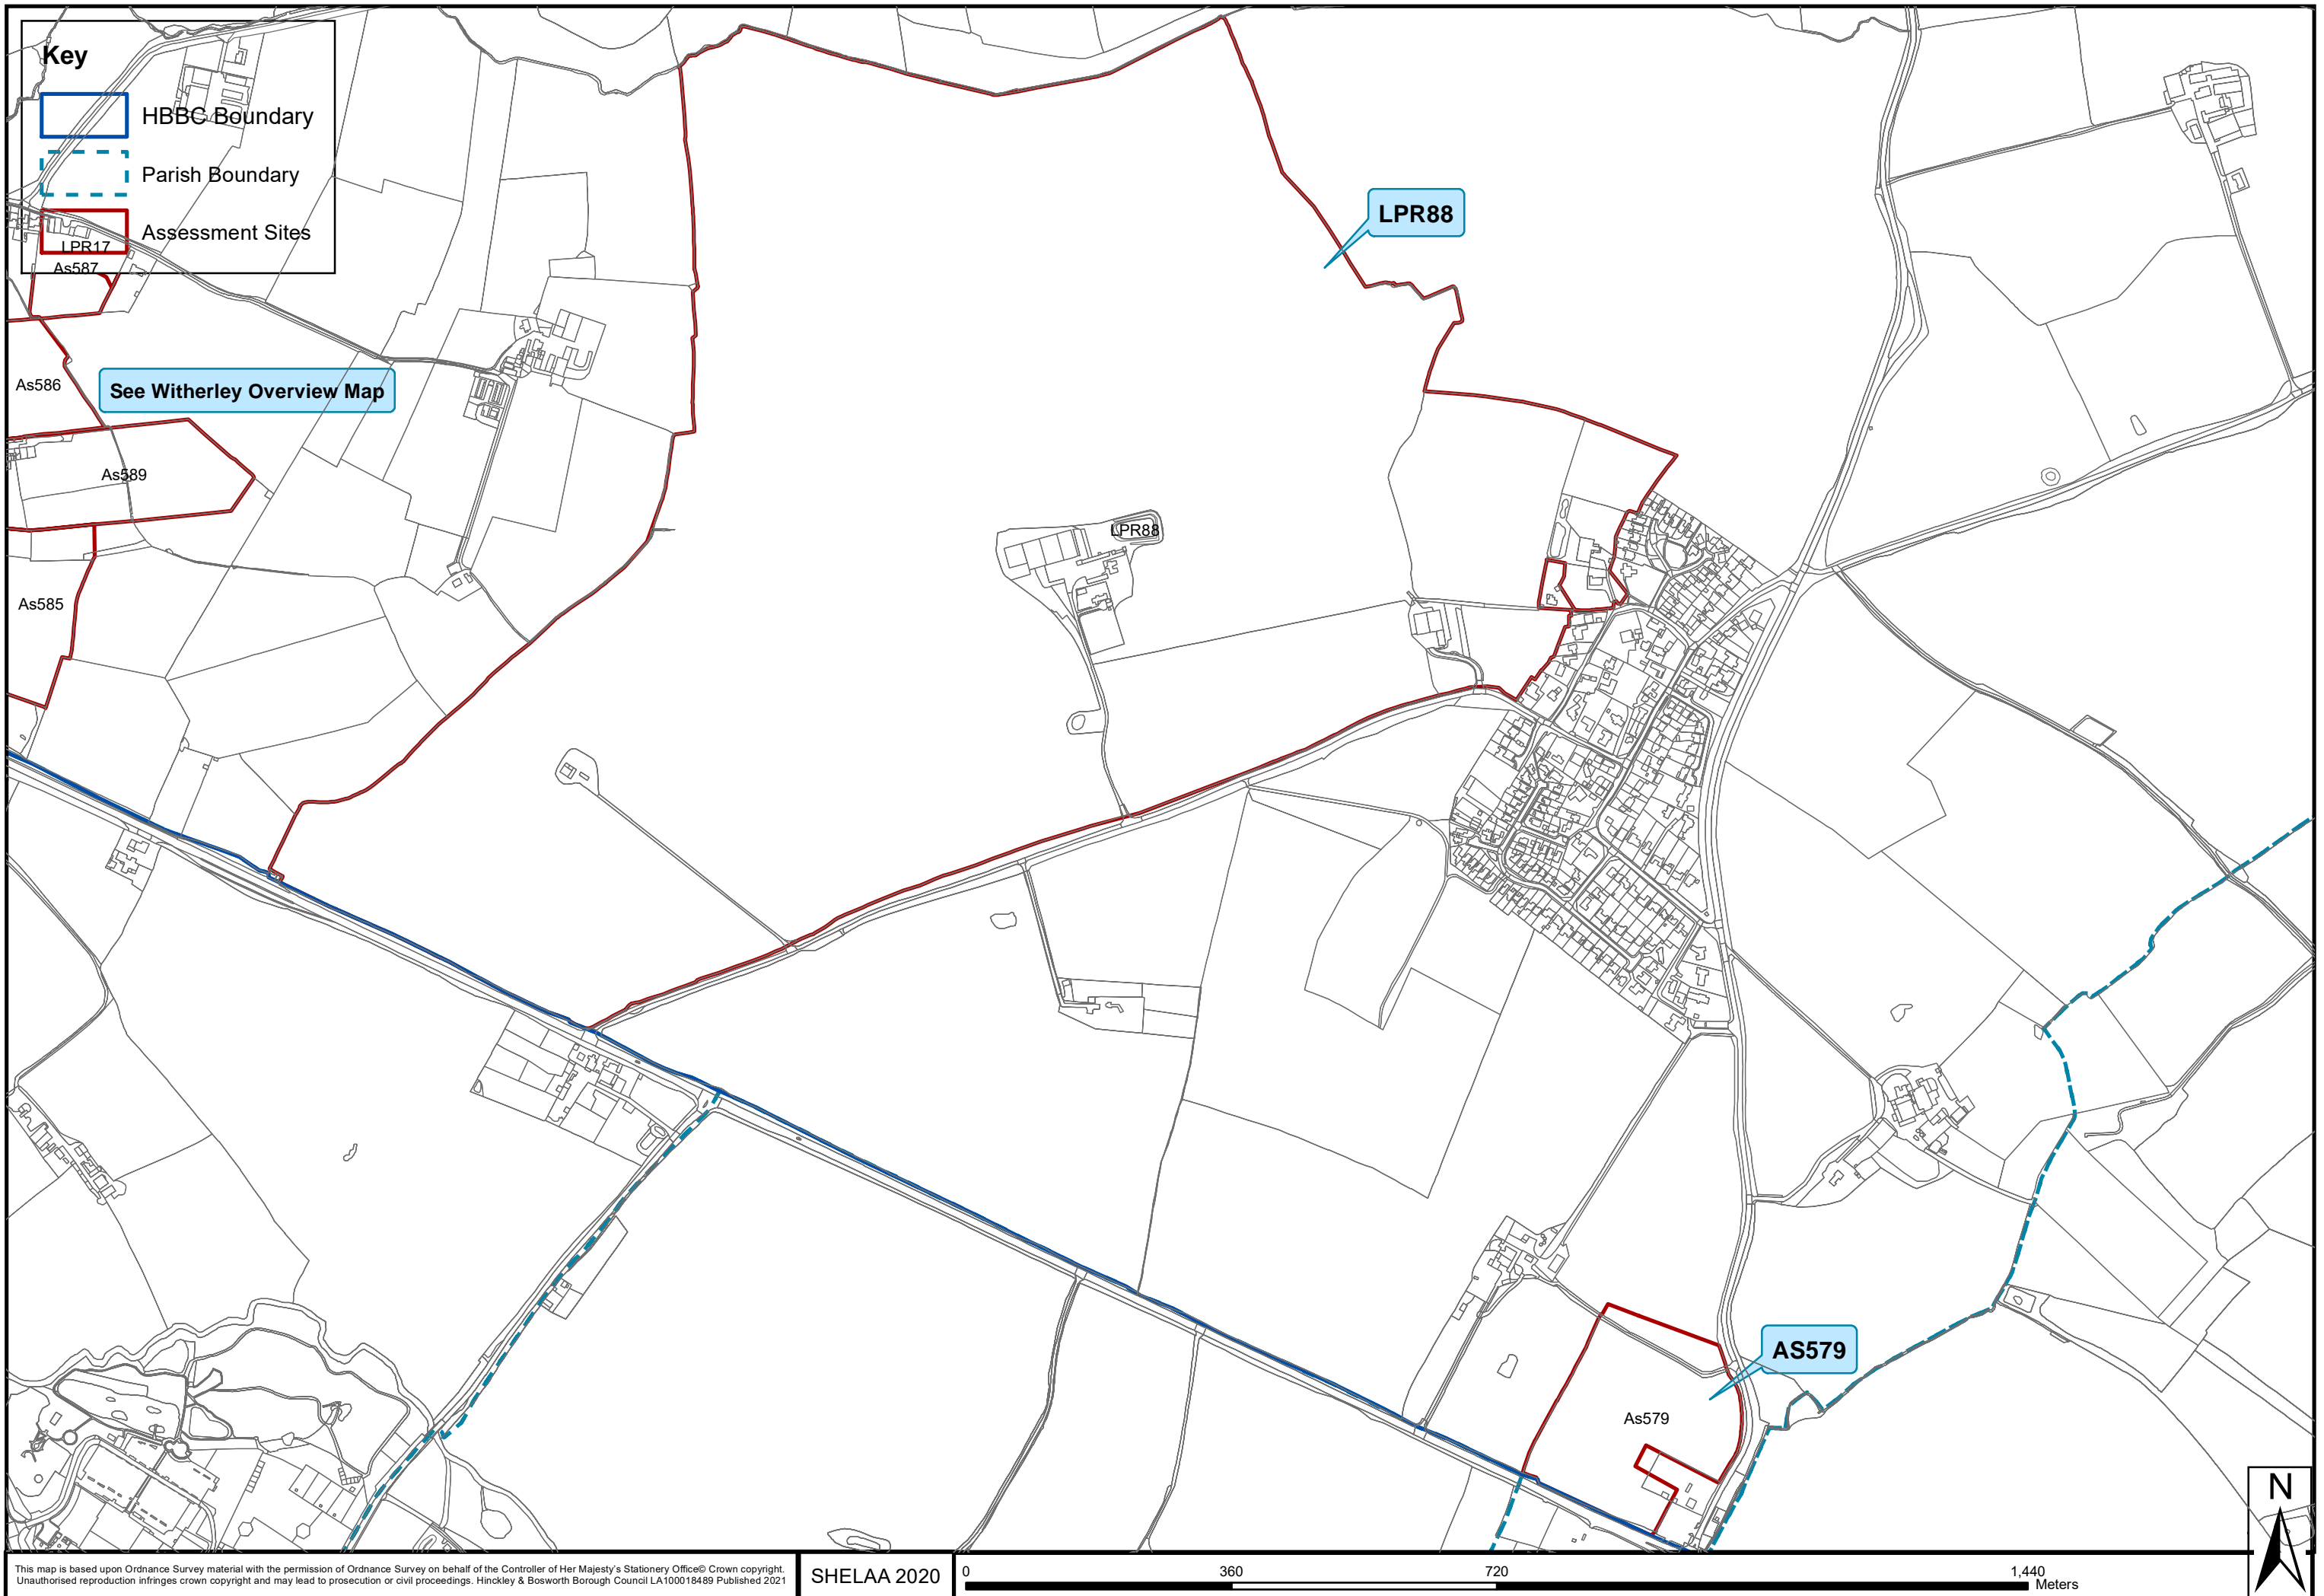 Key
HBBC Boundary
Parish Boundary
Assessment Sites
LPR17
As587
LPR88
As586
See Witherley Overview Map
As589
LPR88
As585
AS579
As579
N
This map is based upon Ordnance Survey material with the permission of Ordnance Survey on behalf of the Controller of Her Majesty's Stationery Office© Crown copyright.
Unauthorised reproduction infringes crown copyright and may lead to prosecution or civil proceedings. Hinckley & Bosworth Borough Council LA100018489 Published 2021
SHELAA 2020
0 360 720 1,440
Meters